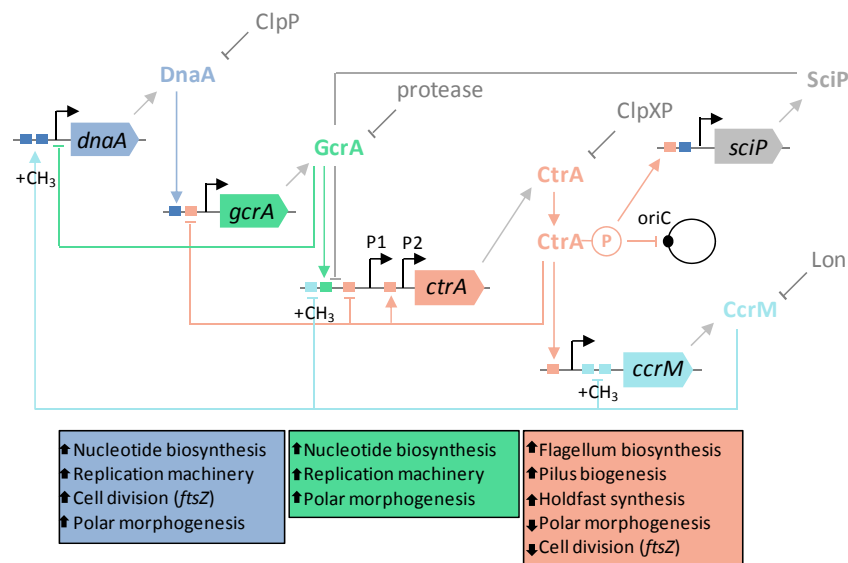 ClpP
DnaA
SciP
protease
dnaA
GcrA
ClpXP
sciP
+CH3
CtrA
gcrA
oriC
P1
P2
CtrA
P
ctrA
Lon
+CH3
CcrM
ccrM
+CH3
Nucleotide biosynthesis
Replication machinery
Cell division (ftsZ)
Polar morphogenesis
Nucleotide biosynthesis
Replication machinery
Polar morphogenesis
Flagellum biosynthesis
Pilus biogenesis
Holdfast synthesis
Polar morphogenesis
Cell division (ftsZ)